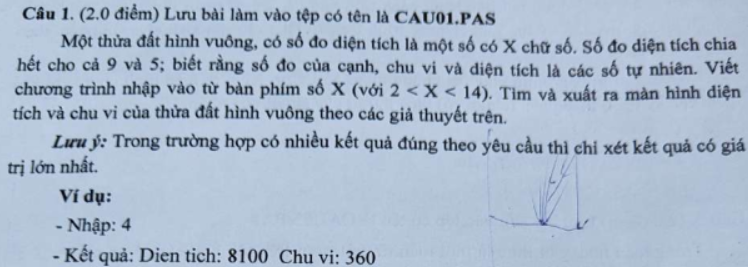 Câu 1. (2.0 điểm) Lưu bài làm vào tệp có tên là CAU01.PAS
Một thửa đất hình vuông, có số đo diện tích là một số có X chữ số. Số đo diện tích chia
hết cho cả 9 và 5; biết rằng số đo của cạnh, chu vi và diện tích là các số tự nhiên. Viết
chương trình nhập vào từ bàn phím số X (với 2 < X < 14). Tìm và xuất ra màn hình diện
tích và chu vi của thửa đất hình vuông theo các giả thuyết trên.
Lưu ý: Trong trường hợp có nhiều kết quả đúng theo yêu cầu thì chỉ xét kết quả có giá
trị lớn nhất.
Ví dụ:
- Nhập: 4
- Kết quả: Dien tich: 8100 Chu vi: 360